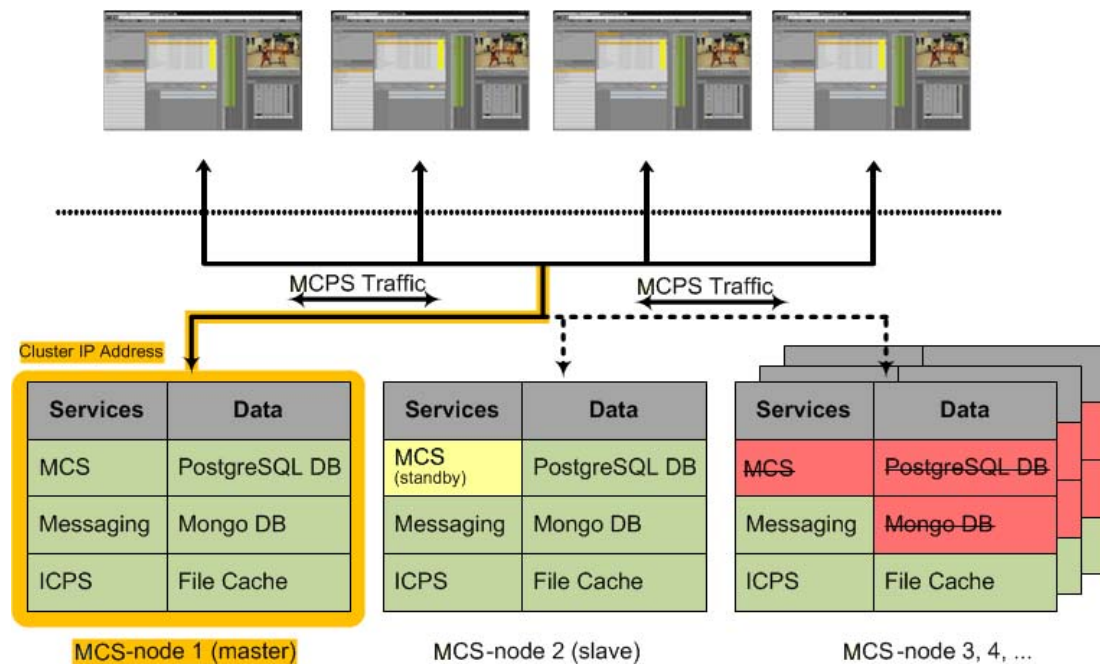 MCPS Traffic
MCPS Traffic
Cluster IP Address
Services Data
MCS PostgreSQL DB
Messaging Mongo DB
ICPS File Cache
MCS-node 1 (master)
Services Data
MCS (standby) PostgreSQL DB
Messaging Mongo DB
ICPS File Cache
MCS-node 2 (slave)
Services Data
MCS PostgreSQL DB
Messaging Mongo DB
ICPS File Cache
MCS-node 3, 4, ...